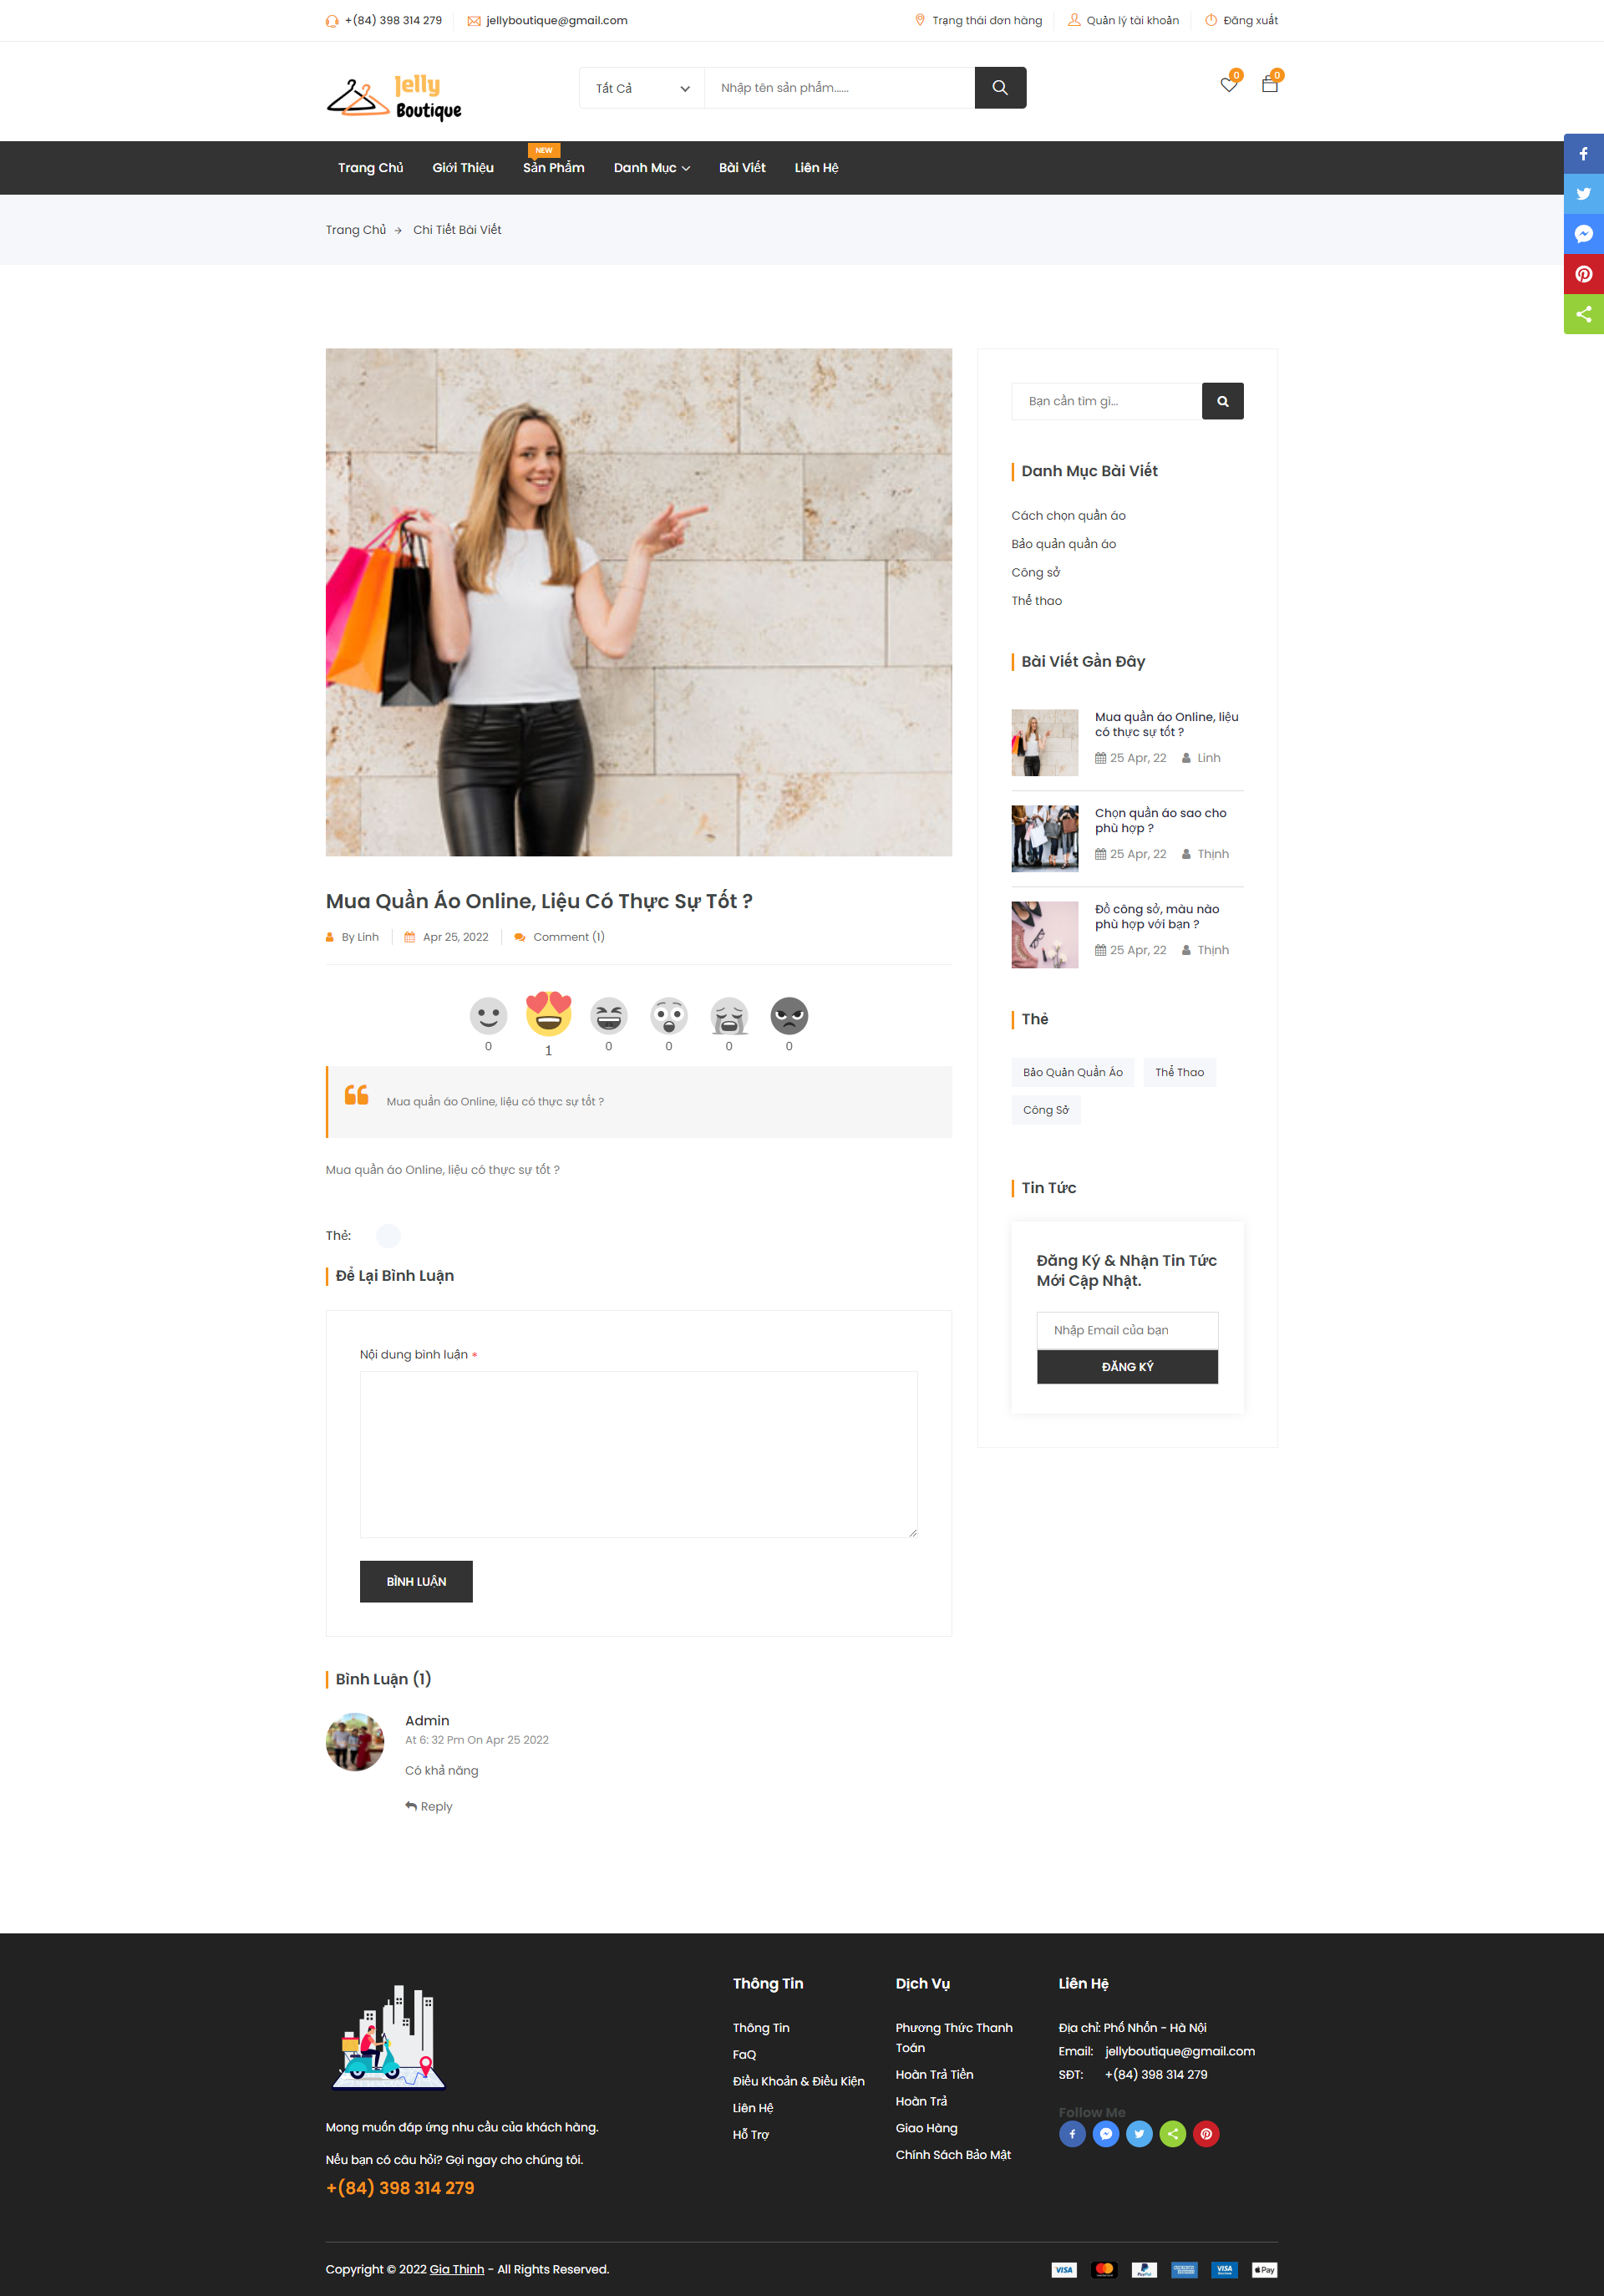 +(84) 398 314 279
jellyboutique@gmail.com
Trạng thái đơn hàng
Quản lý tài khoản
Đăng xuất
Jelly
Boutique
Tất Cả
Nhập tên sản phẩm......
0
0
NEW
Trang Chủ
Giới Thiệu
Sản Phẩm
Danh Mục
Bài Viết
Liên Hệ
Trang Chủ → Chi Tiết Bài Viết
Mua Quần Áo Online, Liệu Có Thực Sự Tốt ?
By Linh
Apr 25, 2022
Comment (1)
0
1
0
0
0
0
Mua quần áo Online, liệu có thực sự tốt ?
Mua quần áo Online, liệu có thực sự tốt ?
Thẻ:
Để Lại Bình Luận
Nội dung bình luận *
BÌNH LUẬN
Bình Luận (1)
Admin
At 6: 32 Pm On Apr 25 2022
Có khả năng
Reply
Bạn cần tìm gì...
Danh Mục Bài Viết
Cách chọn quần áo
Bảo quản quần áo
Công sở
Thể thao
Bài Viết Gần Đây
Mua quần áo Online, liệu
có thực sự tốt ?
25 Apr, 22
Linh
Chọn quần áo sao cho
phù hợp ?
25 Apr, 22
Thịnh
Đồ công sở, màu nào
phù hợp với bạn ?
25 Apr, 22
Thịnh
Thẻ
Bảo Quản Quần Áo
Thể Thao
Công Sở
Tin Tức
Đăng Ký & Nhận Tin Tức
Mới Cập Nhật.
Nhập Email của bạn
ĐĂNG KÝ
Mong muốn đáp ứng nhu cầu của khách hàng.
Nếu bạn có câu hỏi? Gọi ngay cho chúng tôi.
+(84) 398 314 279
Thông Tin
Thông Tin
FaQ
Điều Khoản & Điều Kiện
Liên Hệ
Hỗ Trợ
Dịch Vụ
Phương Thức Thanh
Toán
Hoàn Trả Tiền
Hoàn Trả
Giao Hàng
Chính Sách Bảo Mật
Liên Hệ
Địa chỉ: Phố Nhổn - Hà Nội
Email: jellyboutique@gmail.com
SĐT: +(84) 398 314 279
Follow Me
Copyright © 2022 Gia Thinh - All Rights Reserved.
VISA
PayPal
VISA
Pay